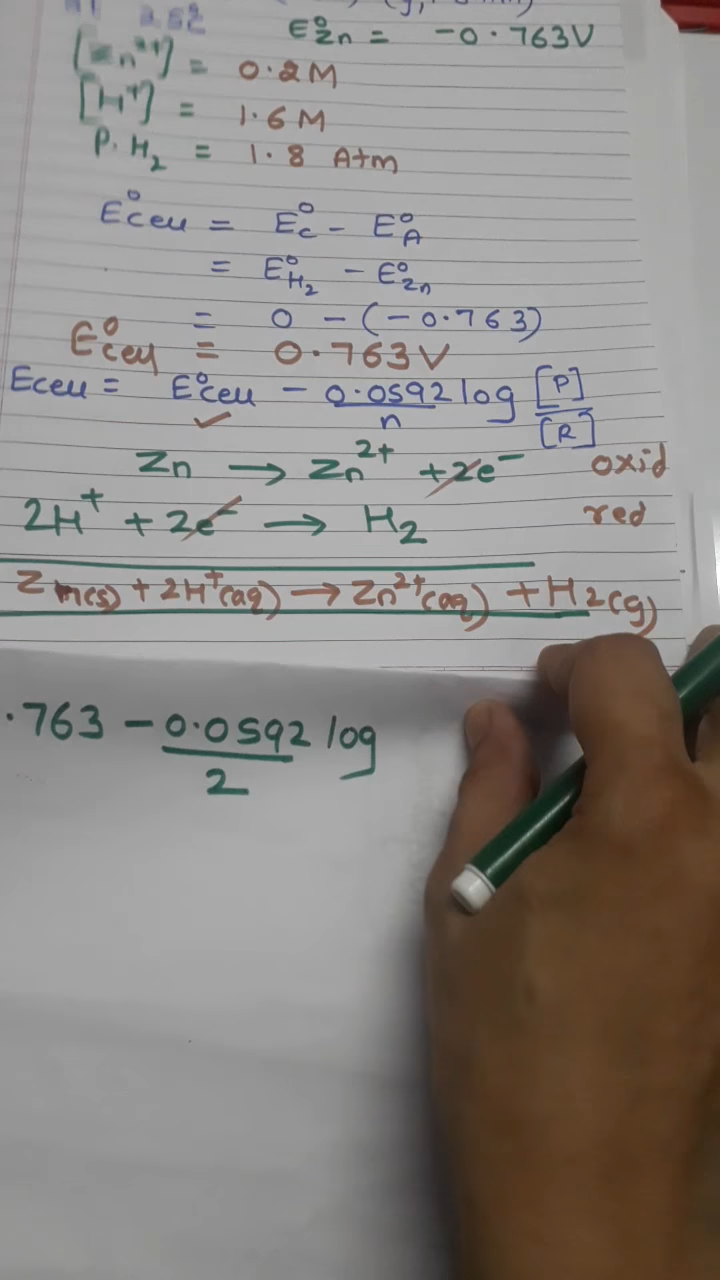 E°Zn = -0.763V
[Zn²⁺] = 0.2M
[H⁺] = 1.6M
P.H₂ = 1.8 Atm
E°cell = E°C - E°A
= E°H₂ - E°Zn
= 0 - (-0.763)
E°cell = 0.763V
Ecell = E°cell - 0.0592/n log [P]/[R]
Zn → Zn²⁺ + 2e⁻ oxid
2H⁺ + 2e⁻ → H₂ red
Zn(s) + 2H⁺(aq) → Zn²⁺(aq) + H₂(g)
.763 - 0.0592/2 log